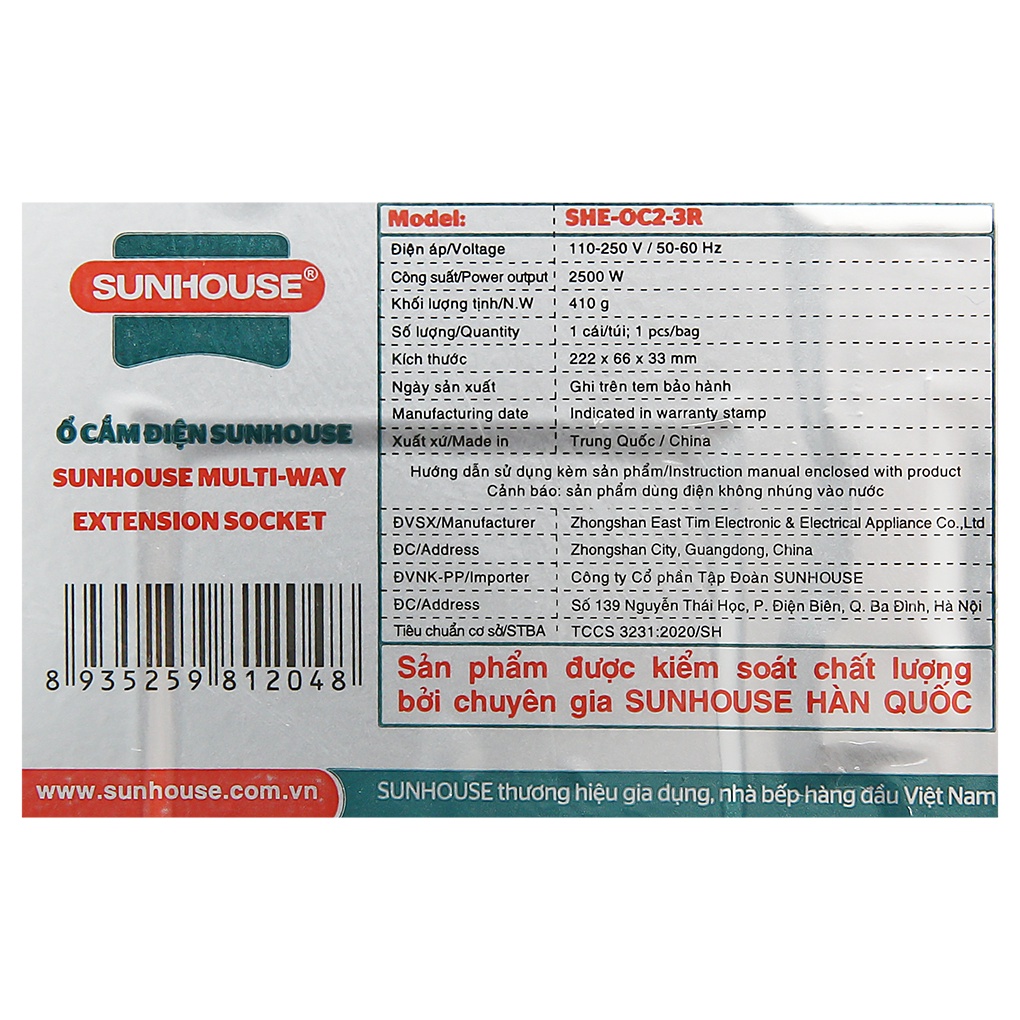 SUNHOUSE®
Ổ CẮM ĐIỆN SUNHOUSE
SUNHOUSE MULTI-WAY
EXTENSION SOCKET
8 935259 812048
Model: SHE-OC2-3R
Điện áp/Voltage 110-250 V / 50-60 Hz
Công suất/Power output 2500 W
Khối lượng tịnh/N.W 410 g
Số lượng/Quantity 1 cái/túi; 1 pcs/bag
Kích thước 222 x 66 x 33 mm
Ngày sản xuất Ghi trên tem bảo hành
Manufacturing date Indicated in warranty stamp
Xuất xứ/Made in Trung Quốc / China
Hướng dẫn sử dụng kèm sản phẩm/Instruction manual enclosed with product
Cảnh báo: sản phẩm dùng điện không nhúng vào nước
ĐVSX/Manufacturer Zhongshan East Tim Electronic & Electrical Appliance Co.,Ltd
ĐC/Address Zhongshan City, Guangdong, China
ĐVNK-PP/Importer Công ty Cổ phần Tập Đoàn SUNHOUSE
ĐC/Address Số 139 Nguyễn Thái Học, P. Điện Biên, Q. Ba Đình, Hà Nội
Tiêu chuẩn cơ sở/STBA TCCS 3231:2020/SH
Sản phẩm được kiểm soát chất lượng
bởi chuyên gia SUNHOUSE HÀN QUỐC
www.sunhouse.com.vn
SUNHOUSE thương hiệu gia dụng, nhà bếp hàng đầu Việt Nam